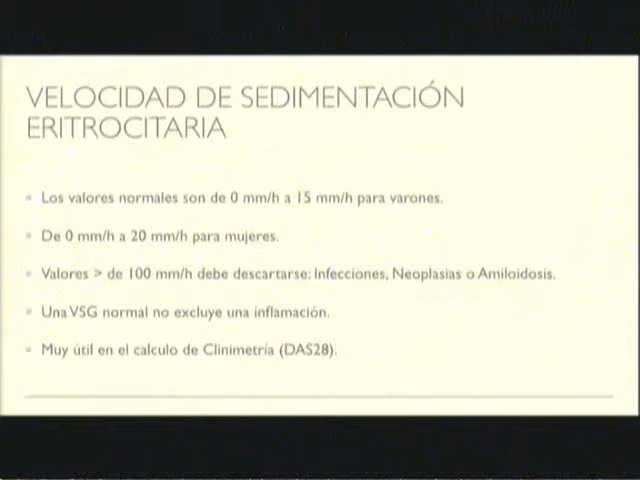 VELOCIDAD DE SEDIMENTACIÓN
ERITROCITARIA
Los valores normales son de 0 mm/h a 15 mm/h para varones.
De 0 mm/h a 20 mm/h para mujeres.
Valores > de 100 mm/h debe descartarse: Infecciones, Neoplasias o Amiloidosis.
Una VSG normal no excluye una inflamación.
Muy útil en el calculo de Clinimetría (DAS28).